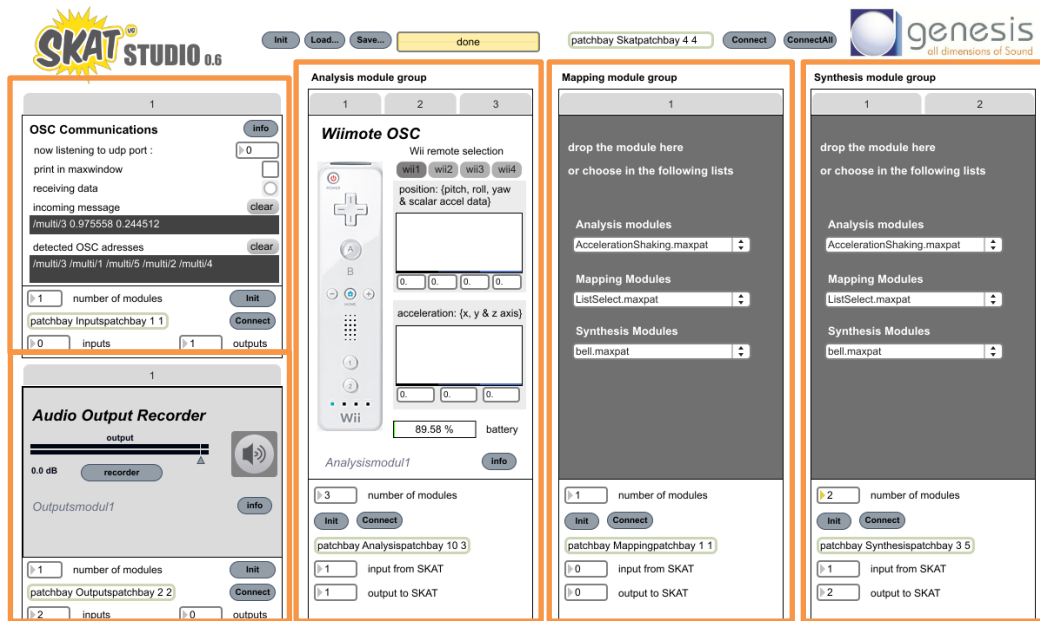 SKAT V0 STUDIO 0.6
Init Load... Save... done patchbay Skatpatchbay 4 4 Connect ConnectAll
genesis
all dimensions of Sound
1
OSC Communications info
now listening to udp port : 0
print in maxwindow
receiving data
incoming message clear
/multi/3 0.975558 0.244512
detected OSC adresses clear
/multi/3 /multi/1 /multi/5 /multi/2 /multi/4
1 number of modules Init
patchbay Inputspatchbay 1 1 Connect
0 inputs 1 outputs
1
Audio Output Recorder
output
0.0 dB recorder
Outputsmodul1 info
1 number of modules Init
patchbay Outputspatchbay 2 2 Connect
2 inputs 0 outputs
Analysis module group
1 2 3
Wiimote OSC
Wii remote selection
wii1 wii2 wii3 wii4
position: {pitch, roll, yaw
& scalar accel data}
0. 0. 0. 0.
acceleration: {x, y & z axis}
0. 0. 0.
POWER
A
B
HOME
1
2
Wii
89.58 % battery
Analysismodul1 info
3 number of modules
Init Connect
patchbay Analysispatchbay 10 3
1 input from SKAT
1 output to SKAT
Mapping module group
1
drop the module here
or choose in the following lists
Analysis modules
AccelerationShaking.maxpat
Mapping Modules
ListSelect.maxpat
Synthesis Modules
bell.maxpat
1 number of modules
Init Connect
patchbay Mappingpatchbay 1 1
0 input from SKAT
0 output to SKAT
Synthesis module group
1 2
drop the module here
or choose in the following lists
Analysis modules
AccelerationShaking.maxpat
Mapping Modules
ListSelect.maxpat
Synthesis Modules
bell.maxpat
2 number of modules
Init Connect
patchbay Synthesispatchbay 3 5
1 input from SKAT
2 output to SKAT